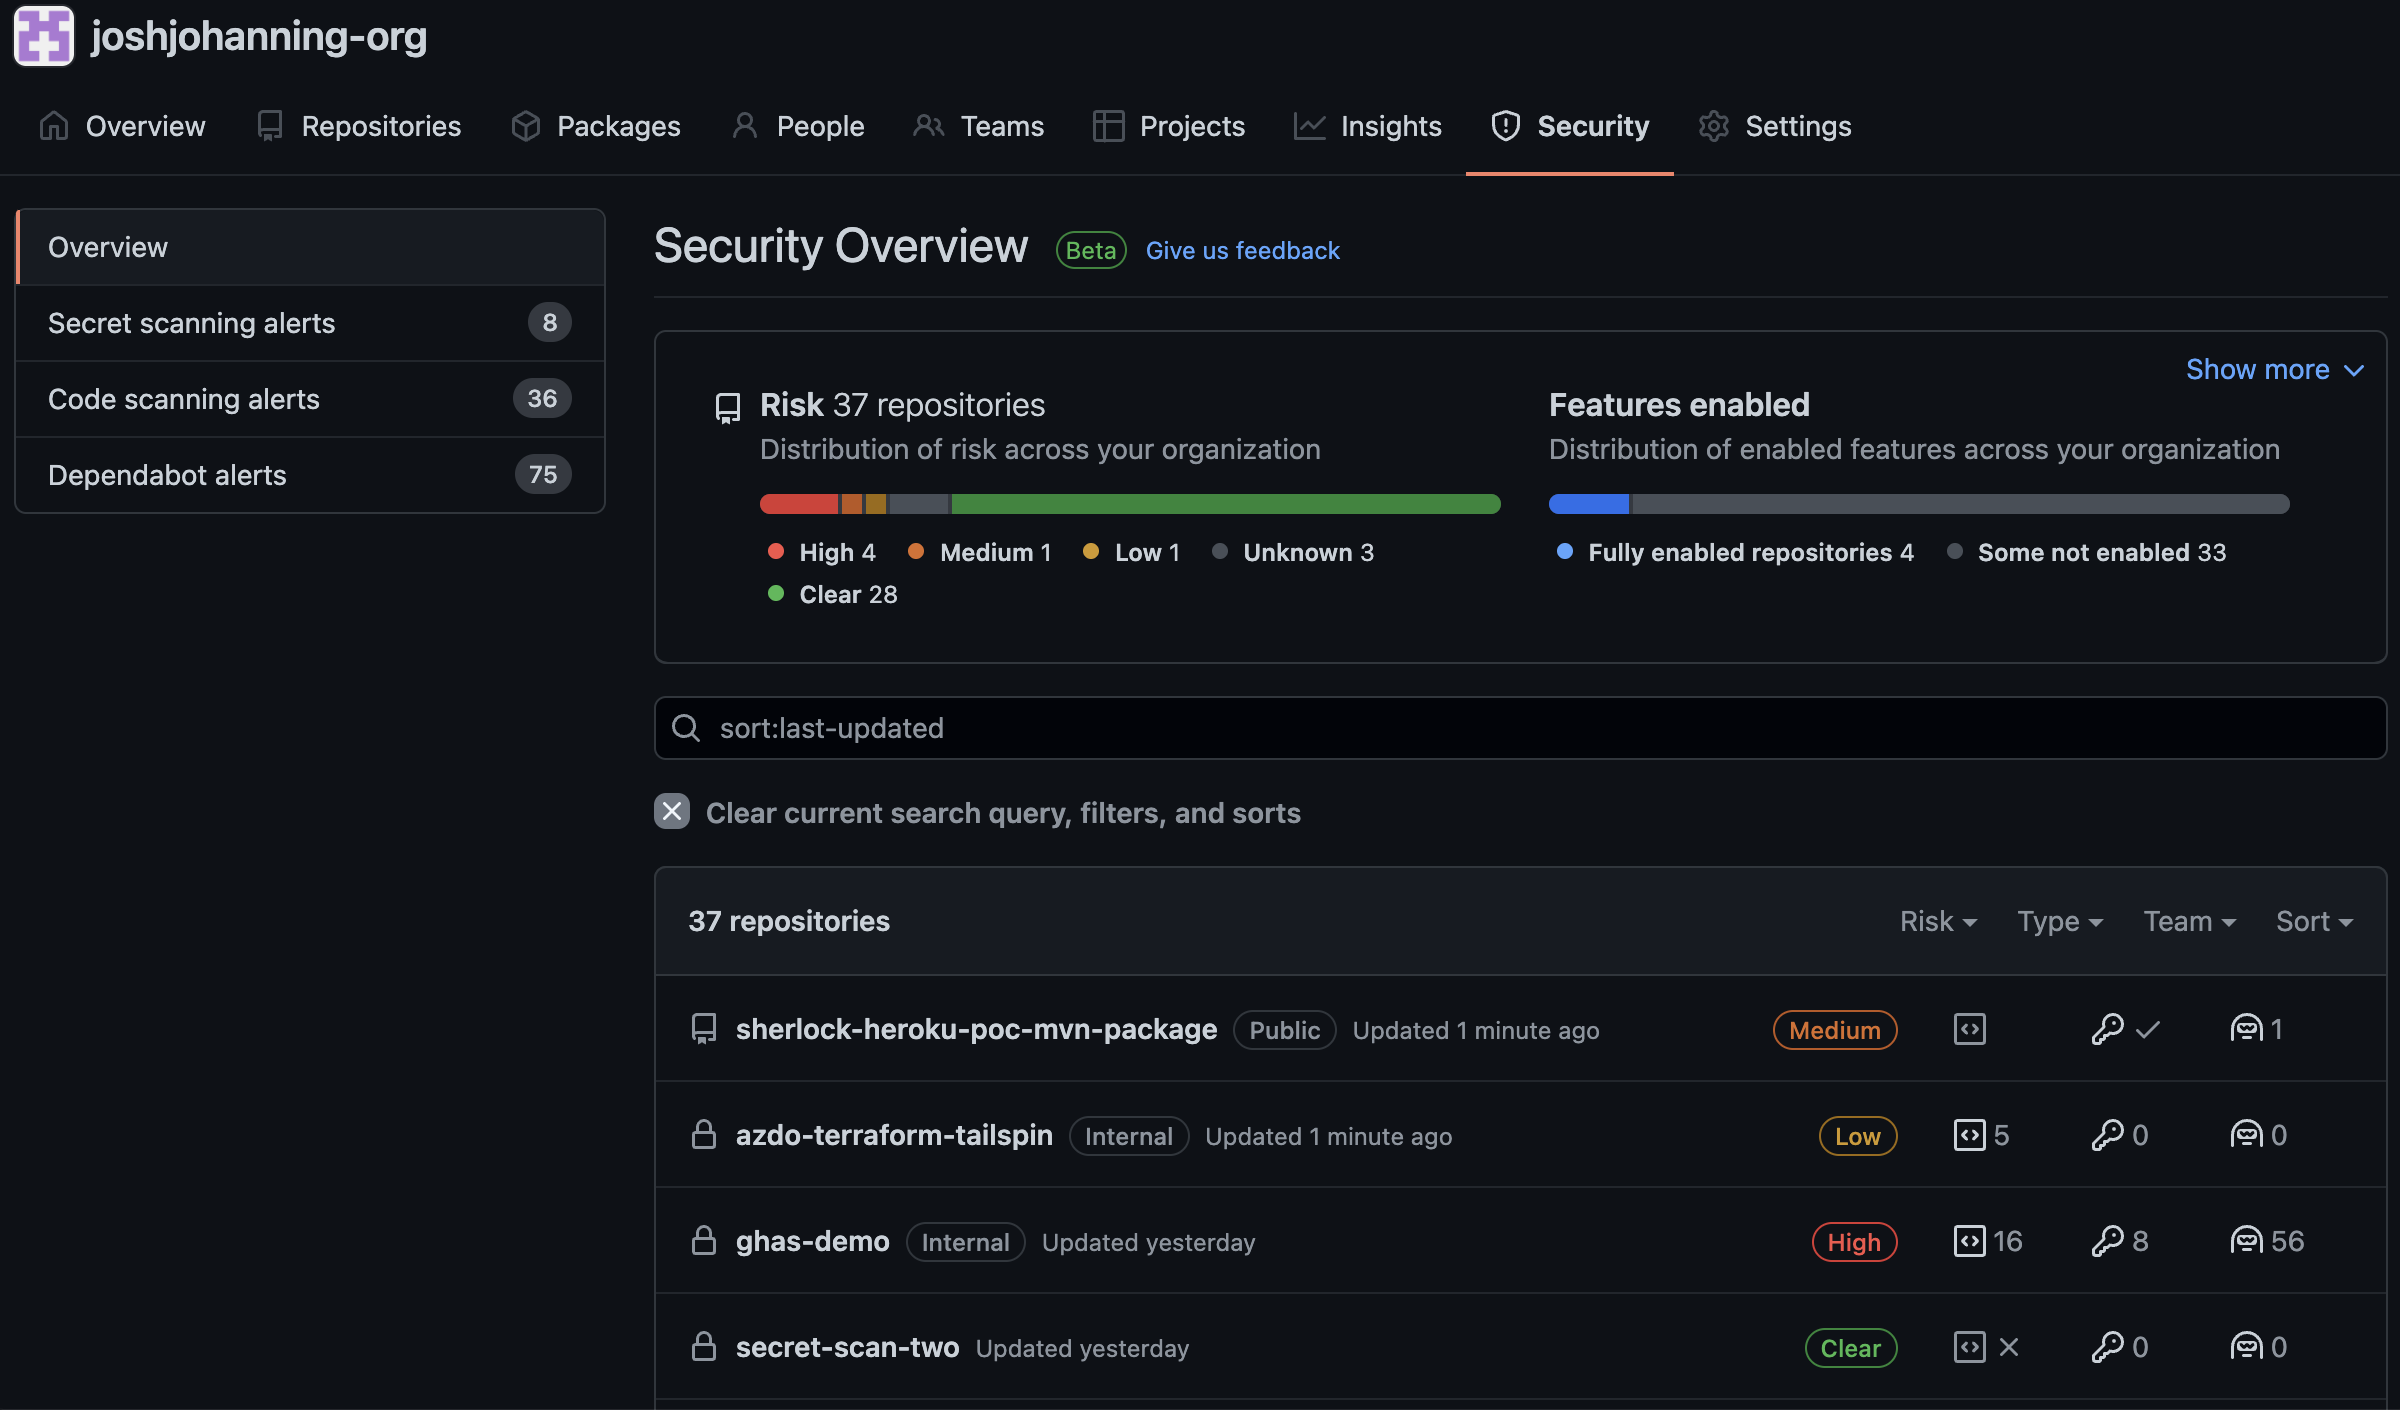 joshjohanning-org
Overview Repositories Packages People Teams Projects Insights Security Settings
Overview
Secret scanning alerts 8
Code scanning alerts 36
Dependabot alerts 75
Security Overview Beta Give us feedback
Show more
Risk 37 repositories
Distribution of risk across your organization
High 4 Medium 1 Low 1 Unknown 3
Clear 28
Features enabled
Distribution of enabled features across your organization
Fully enabled repositories 4 Some not enabled 33
sort:last-updated
Clear current search query, filters, and sorts
37 repositories Risk Type Team Sort
sherlock-heroku-poc-mvn-package Public Updated 1 minute ago Medium 1
azdo-terraform-tailspin Internal Updated 1 minute ago Low 5 0 0
ghas-demo Internal Updated yesterday High 16 8 56
secret-scan-two Updated yesterday Clear 0 0